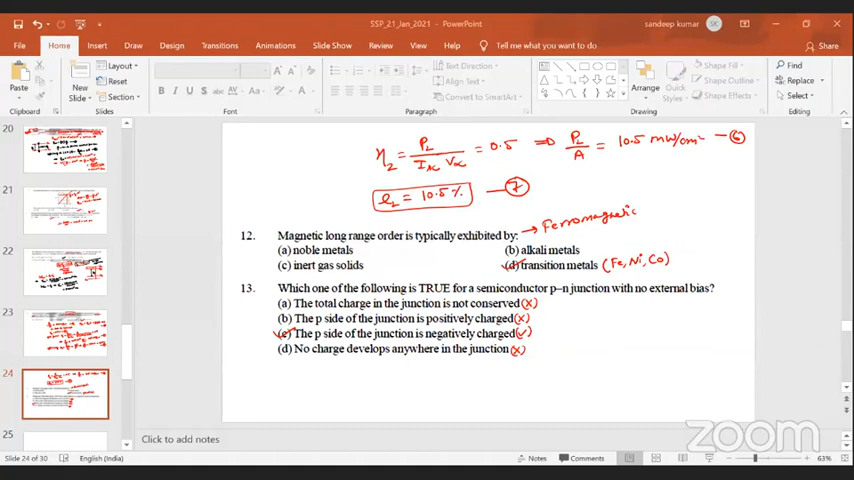 SSP_21_Jan_2021 - PowerPoint
sandeep kumar
SK
File Home Insert Draw Design Transitions Animations Slide Show Review View Help Tell me what you want to do Share
Paste
New
Slide
Layout
Reset
Section
B I U S
Text Direction
Align Text
Convert to SmartArt
Arrange
Quick
Styles
Shape Fill
Shape Outline
Shape Effects
Find
Replace
Select
Clipboard Slides Font Paragraph Drawing Editing
20
21
22
23
24
25
= 0.5 ⇒ P_L/A = 10.5 mW/cm² — ⑥
= 10.5 % — ⑦
12. Magnetic long range order is typically exhibited by: → Ferromagnetic
(a) noble metals (b) alkali metals
(c) inert gas solids (d) transition metals (Fe, Ni, Co)
13. Which one of the following is TRUE for a semiconductor p–n junction with no external bias?
(a) The total charge in the junction is not conserved (x)
(b) The p side of the junction is positively charged (x)
(c) The p side of the junction is negatively charged (✓)
(d) No charge develops anywhere in the junction (x)
Click to add notes
zoom
Slide 24 of 30 English (India) Notes Comments 63%